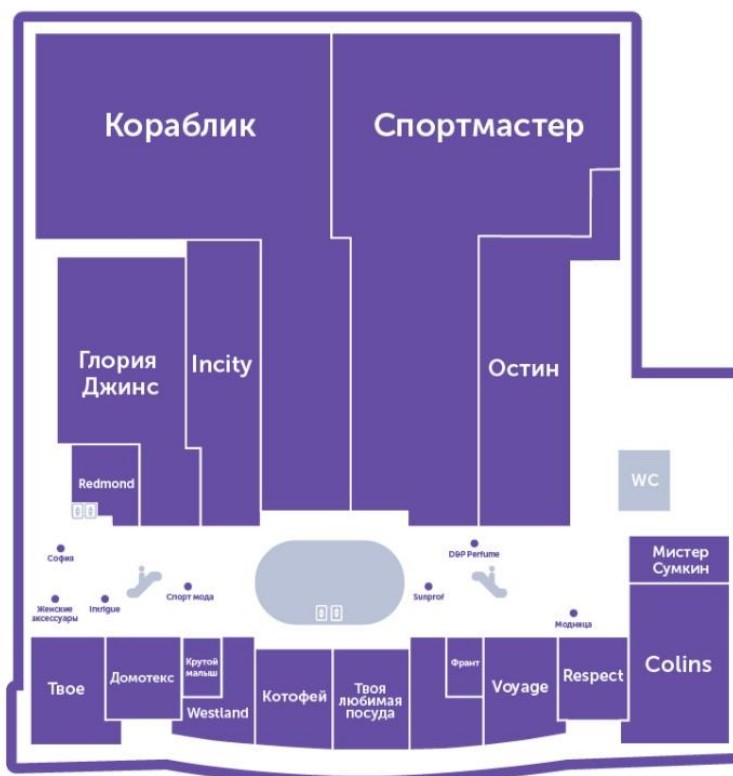 Кораблик
Спортмастер
Глория
Джинс
Incity
Остин
Redmond
WC
София
D&P Perfume
Мистер
Сумкин
Женские
аксессуары
Intrigue
Спорт мода
Sunprof
Модница
Твое
Домотекс
Крутой
малыш
Westland
Котофей
Твоя
любимая
посуда
Франт
Voyage
Respect
Colins